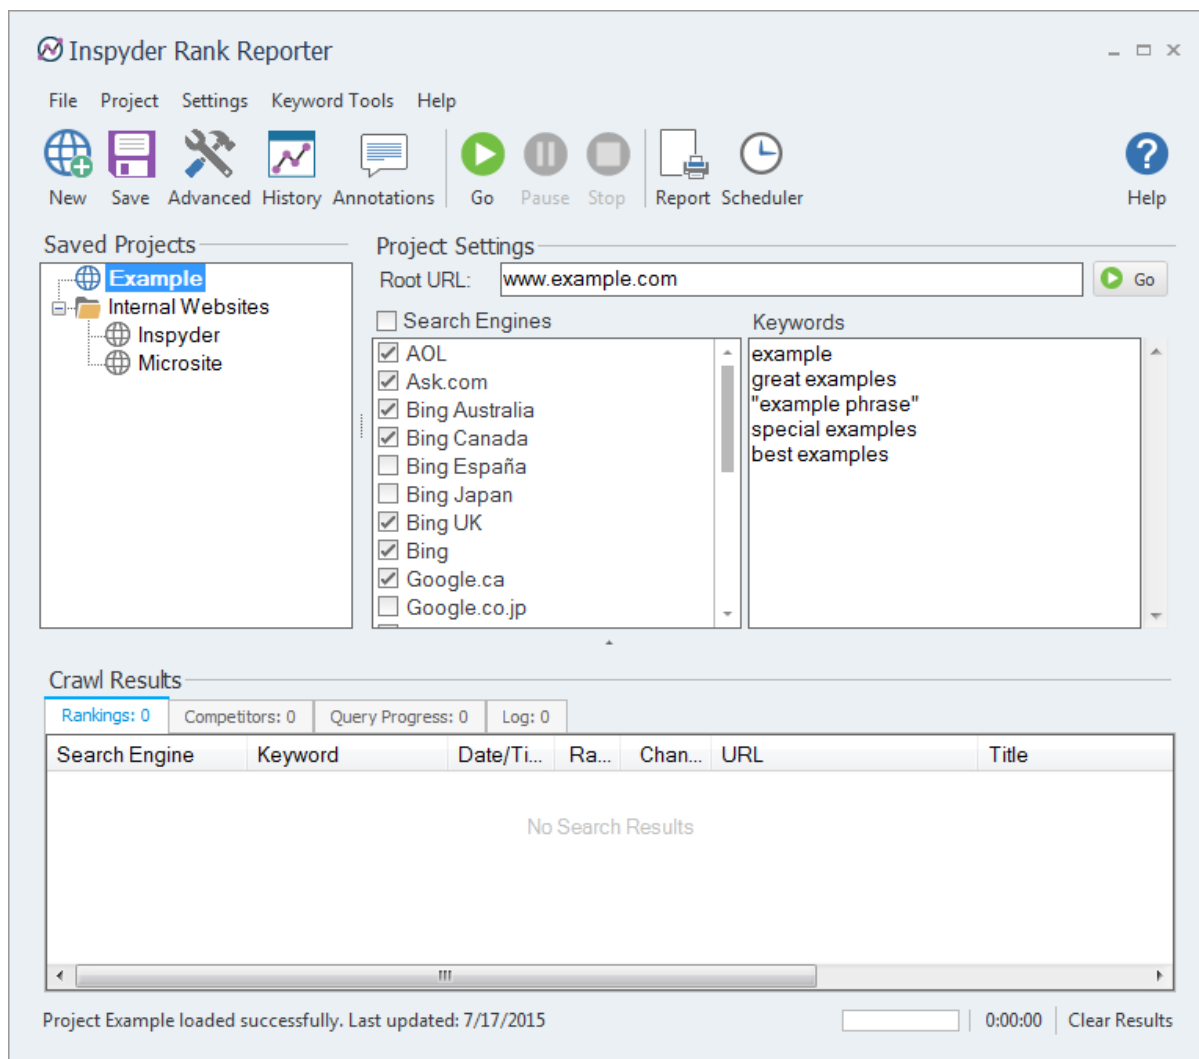 Inspyder Rank Reporter
File Project Settings Keyword Tools Help
New Save Advanced History Annotations Go Pause Stop Report Scheduler Help
Saved Projects
Example
Internal Websites
Inspyder
Microsite
Project Settings
Root URL: www.example.com Go
Search Engines
AOL
Ask.com
Bing Australia
Bing Canada
Bing España
Bing Japan
Bing UK
Bing
Google.ca
Google.co.jp
Keywords
example
great examples
"example phrase"
special examples
best examples
Crawl Results
Rankings: 0 Competitors: 0 Query Progress: 0 Log: 0
Search Engine Keyword Date/Ti... Ra... Chan... URL Title
No Search Results
Project Example loaded successfully. Last updated: 7/17/2015 0:00:00 Clear Results